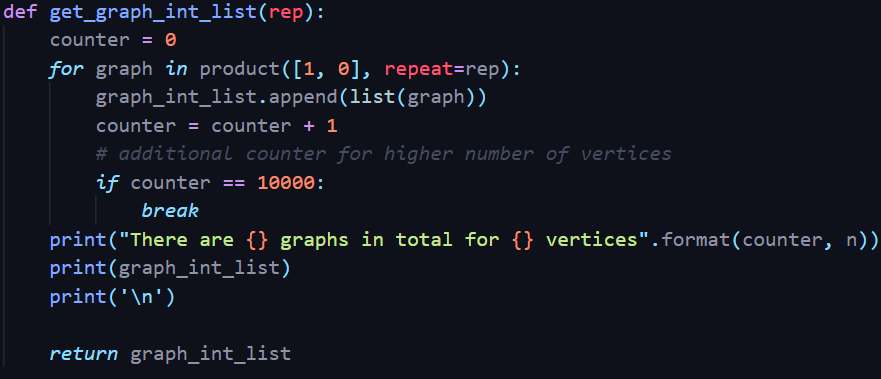 def get_graph_int_list(rep):
    counter = 0
    for graph in product([1, 0], repeat=rep):
        graph_int_list.append(list(graph))
        counter = counter + 1
        # additional counter for higher number of vertices
        if counter == 10000:
            break
    print("There are {} graphs in total for {} vertices".format(counter, n))
    print(graph_int_list)
    print('\n')

    return graph_int_list